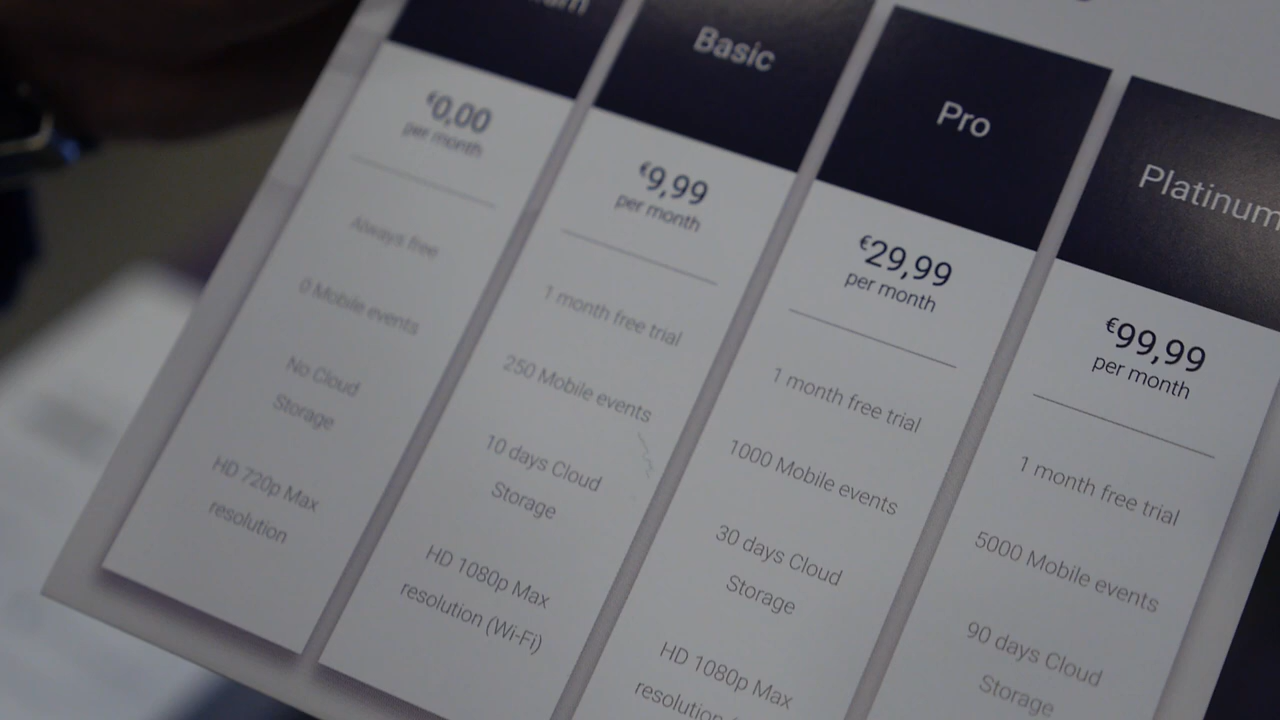 €0,00
per month
Always free
0 Mobile events
No Cloud
Storage
HD 720p Max
resolution
Basic
€9,99
per month
1 month free trial
250 Mobile events
10 days Cloud
Storage
HD 1080p Max
resolution (Wi-Fi)
Pro
€29,99
per month
1 month free trial
1000 Mobile events
30 days Cloud
Storage
HD 1080p Max
resolution
Platinum
€99,99
per month
1 month free trial
5000 Mobile events
90 days Cloud
Storage